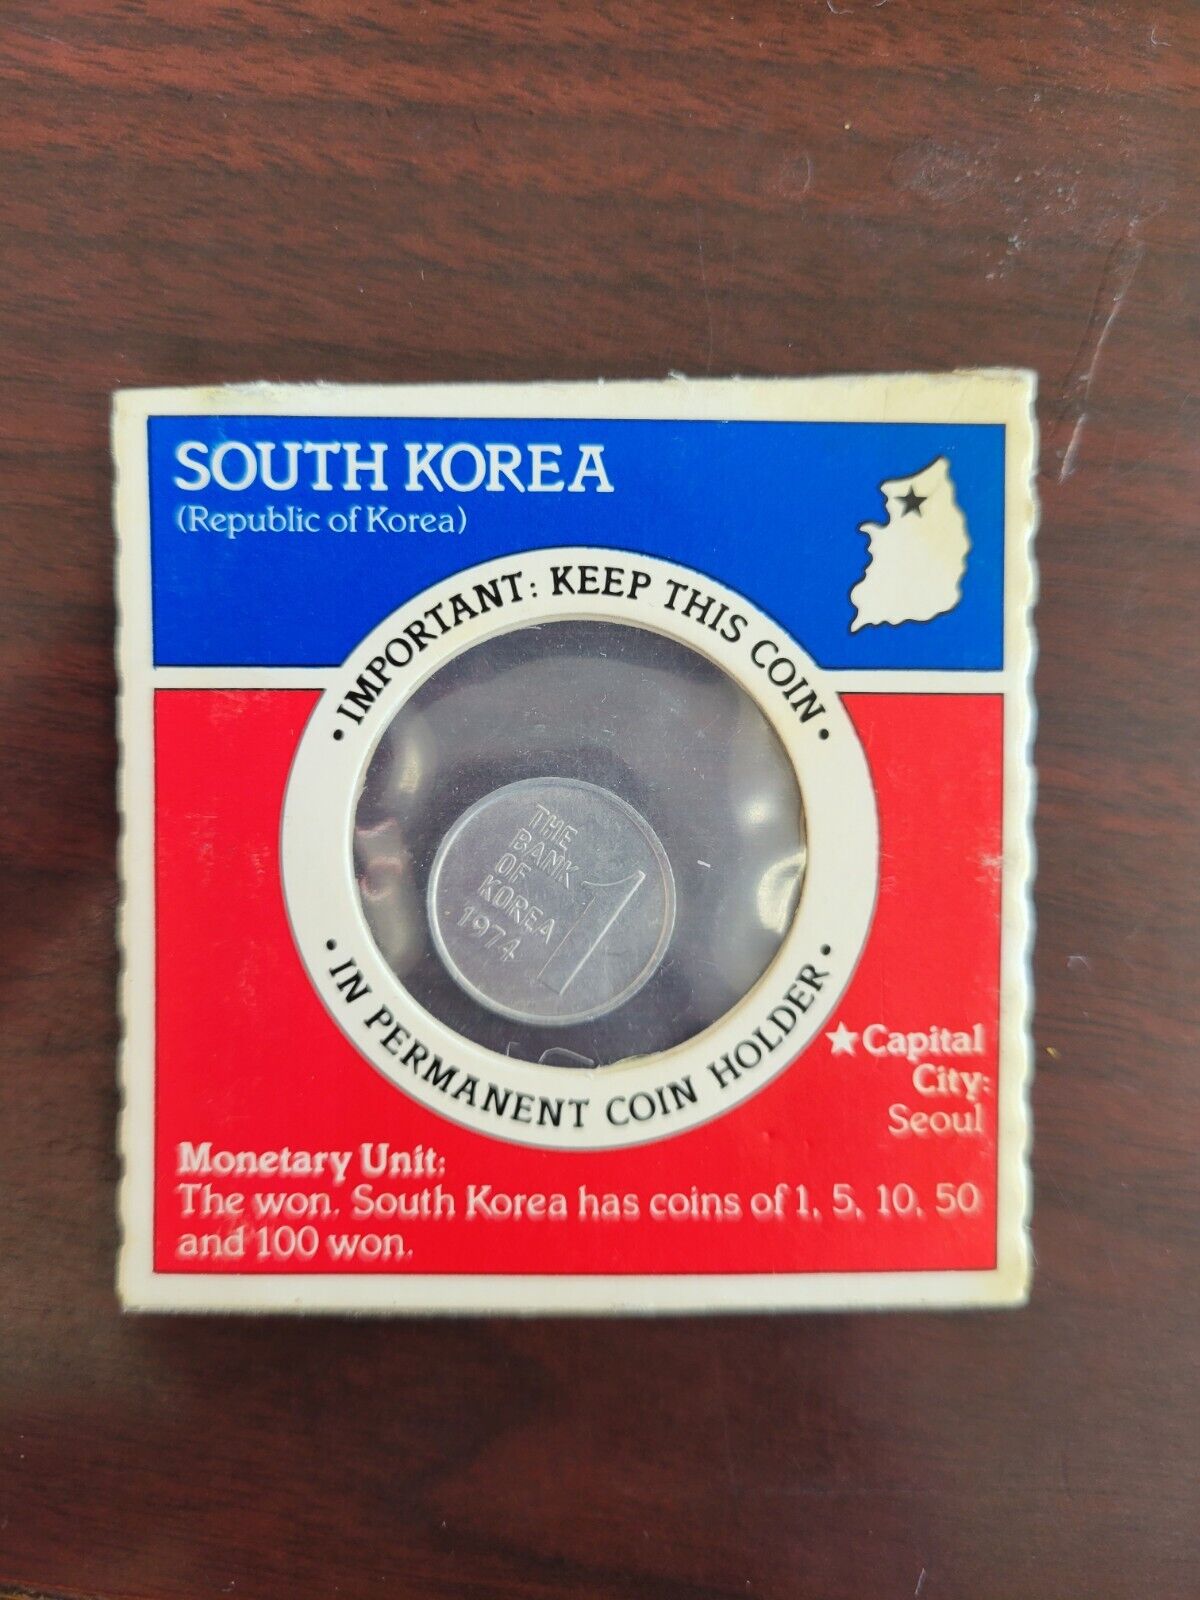 SOUTH KOREA
(Republic of Korea)
• IMPORTANT: KEEP THIS COIN •
THE
BANK
OF
KOREA
1974
1
• IN PERMANENT COIN HOLDER •
★Capital
City:
Seoul
Monetary Unit:
The won. South Korea has coins of 1, 5, 10, 50
and 100 won.